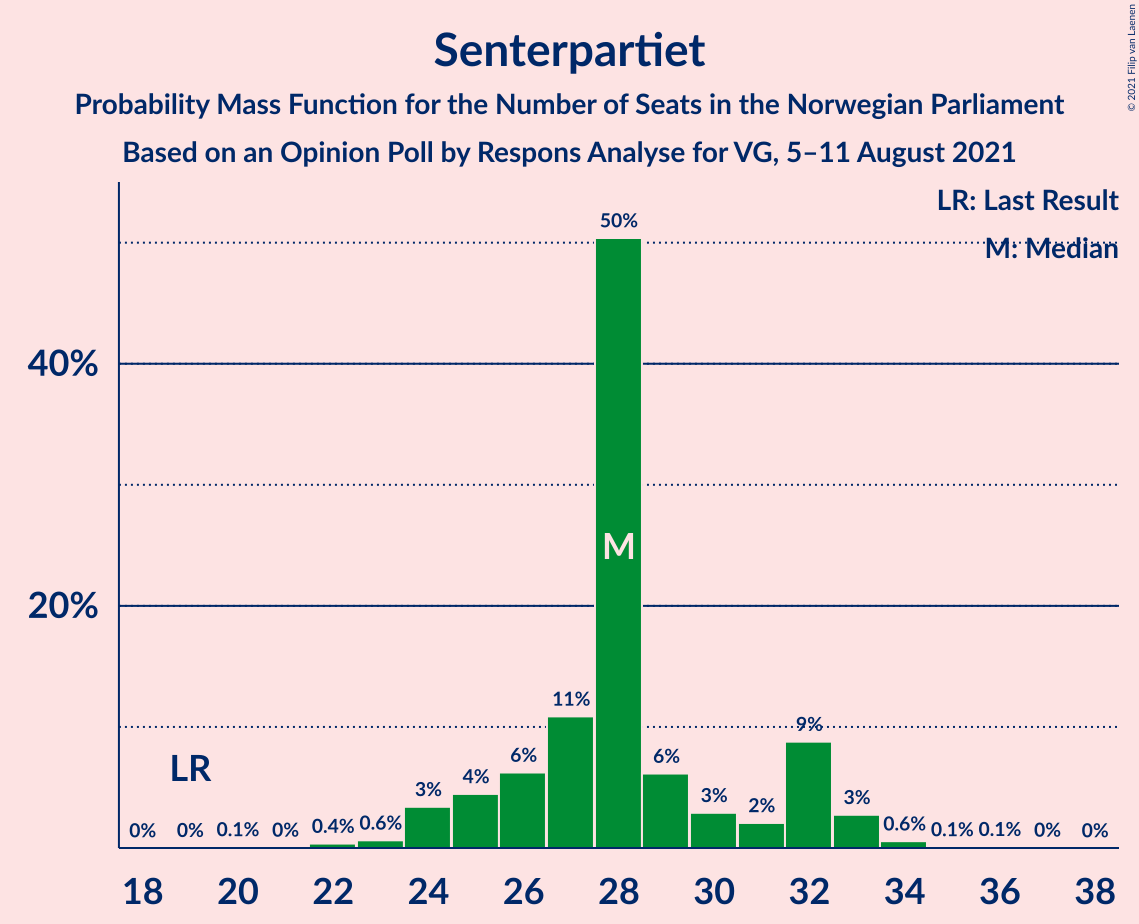 © 2021 Filip van Laenen
Senterpartiet
Probability Mass Function for the Number of Seats in the Norwegian Parliament
Based on an Opinion Poll by Respons Analyse for VG, 5–11 August 2021
LR: Last Result
M: Median
50%
40%
M
20%
11%
9%
LR
6%
6%
4%
3%
3%
3%
2%
0% 0% 0.1% 0% 0.4% 0.6% 0.6% 0.1% 0.1% 0% 0%
18 20 22 24 26 28 30 32 34 36 38